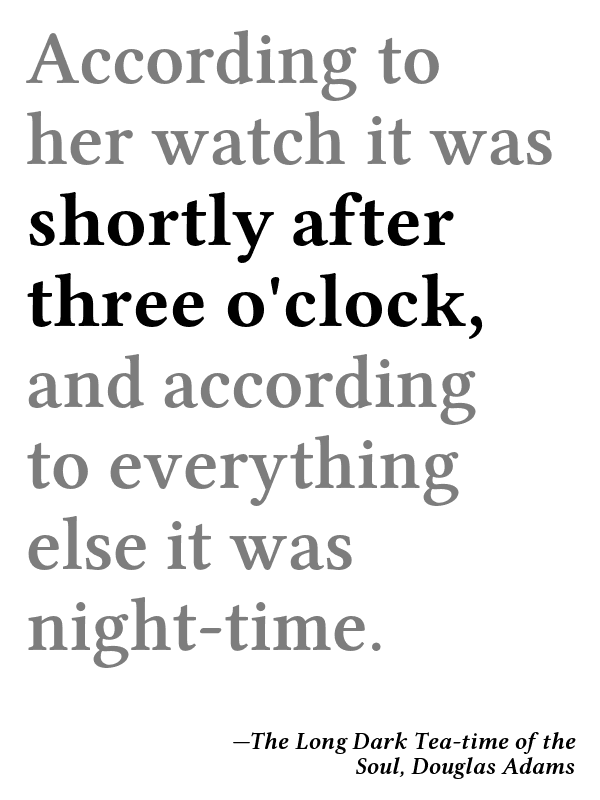 According to
her watch it was
shortly after
three o'clock,
and according
to everything
else it was
night-time.
—The Long Dark Tea-time of the
Soul, Douglas Adams